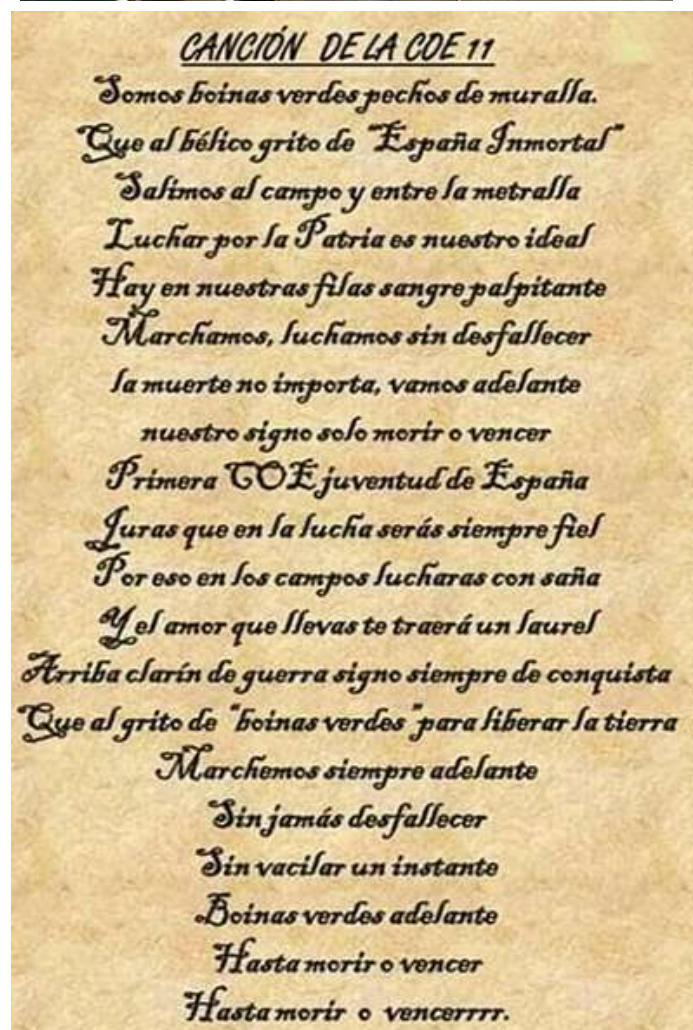 CANCIÓN DE LA COE 11
Somos boinas verdes pechos de muralla.
Que al bélico grito de "España Inmortal"
Salimos al campo y entre la metralla
Luchar por la Patria es nuestro ideal
Hay en nuestras filas sangre palpitante
Marchamos, luchamos sin desfallecer
la muerte no importa, vamos adelante
nuestro signo solo morir o vencer
Primera COE juventud de España
Juras que en la lucha serás siempre fiel
Por eso en los campos lucharas con saña
Y el amor que llevas te traerá un laurel
Arriba clarín de guerra signo siempre de conquista
Que al grito de "boinas verdes "para liberar la tierra
Marchemos siempre adelante
Sin jamás desfallecer
Sin vacilar un instante
Boinas verdes adelante
Hasta morir o vencer
Hasta morir o vencerrrr.